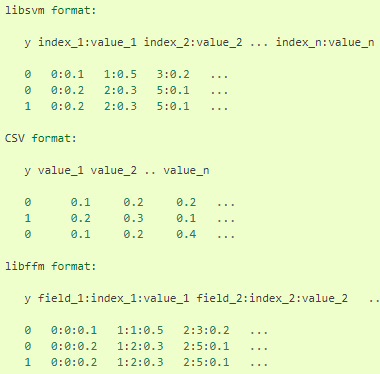 libsvm format:
y index_1:value_1 index_2:value_2 ... index_n:value_n
0 0:0.1 1:0.5 3:0.2 ...
0 0:0.2 2:0.3 5:0.1 ...
1 0:0.2 2:0.3 5:0.1 ...
CSV format:
y value_1 value_2 .. value_n
0 0.1 0.2 0.2 ...
1 0.2 0.3 0.1 ...
0 0.1 0.2 0.4 ...
libffm format:
y field_1:index_1:value_1 field_2:index_2:value_2 ..
0 0:0:0.1 1:1:0.5 2:3:0.2 ...
0 0:0:0.2 1:2:0.3 2:5:0.1 ...
1 0:0:0.2 1:2:0.3 2:5:0.1 ...